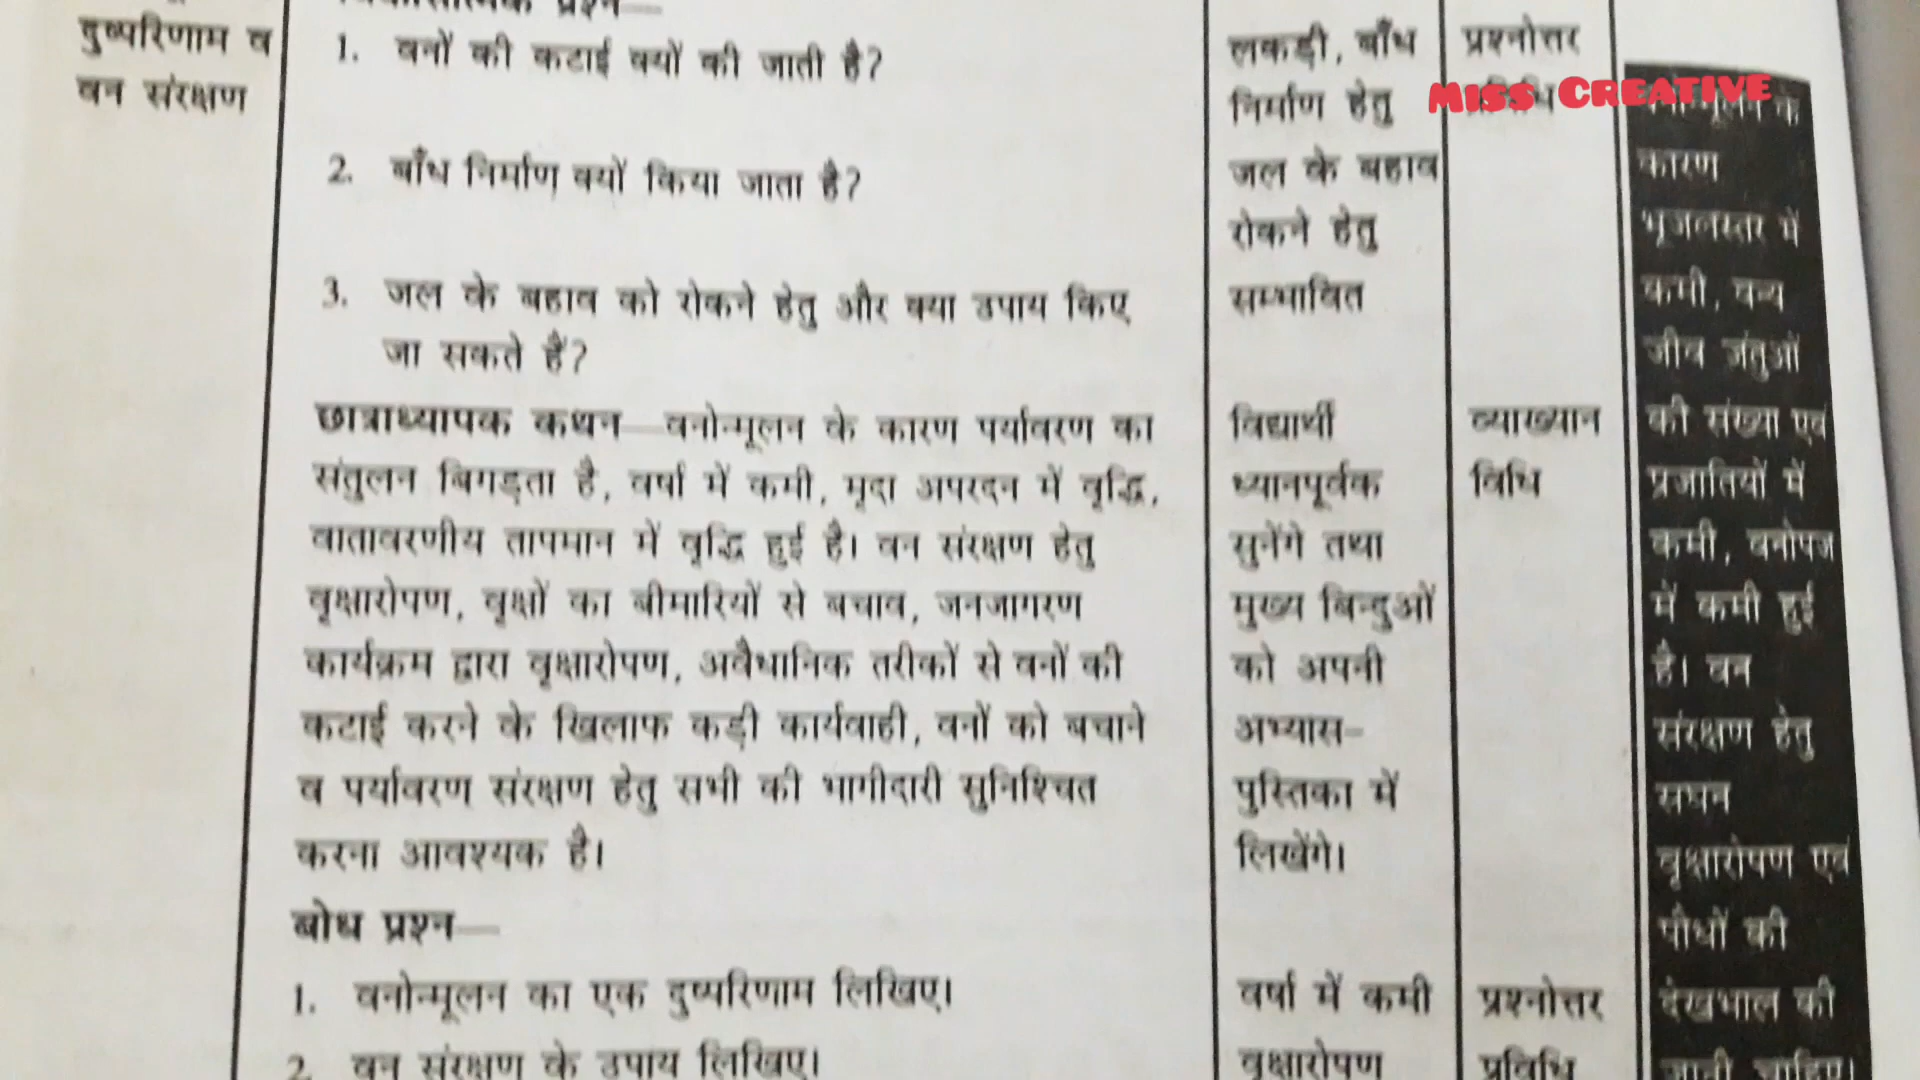 दुष्परिणाम व
वन संरक्षण
प्रश्न—
1. वनों की कटाई क्यों की जाती है?
2. बाँध निर्माण क्यों किया जाता है?
3. जल के बहाव को रोकने हेतु और क्या उपाय किए
जा सकते हैं?
छात्राध्यापक कथन—वनोन्मूलन के कारण पर्यावरण का
संतुलन बिगड़ता है, वर्षा में कमी, मृदा अपरदन में वृद्धि,
वातावरणीय तापमान में वृद्धि हुई है। वन संरक्षण हेतु
वृक्षारोपण, वृक्षों का बीमारियों से बचाव, जनजागरण
कार्यक्रम द्वारा वृक्षारोपण, अवैधानिक तरीकों से वनों की
कटाई करने के खिलाफ कड़ी कार्यवाही, वनों को बचाने
व पर्यावरण संरक्षण हेतु सभी की भागीदारी सुनिश्चित
करना आवश्यक है।
बोध प्रश्न—
1. वनोन्मूलन का एक दुष्परिणाम लिखिए।
2. वन संरक्षण के उपाय लिखिए।
लकड़ी, बाँध
निर्माण हेतु
जल के बहाव
रोकने हेतु
सम्भावित
विद्यार्थी
ध्यानपूर्वक
सुनेंगे तथा
मुख्य बिन्दुओं
को अपनी
अभ्यास-
पुस्तिका में
लिखेंगे।
वर्षा में कमी
वृक्षारोपण
प्रश्नोत्तर
व्याख्यान
विधि
प्रश्नोत्तर
प्रविधि
Miss Creative
के
कारण
भूजलस्तर में
कमी, वन्य
जीव जंतुओं
की संख्या एवं
प्रजातियों में
कमी, वनोपज
में कमी हुई
है। वन
संरक्षण हेतु
सघन
वृक्षारोपण एवं
पौधों की
देखभाल की
जानी चाहिए।